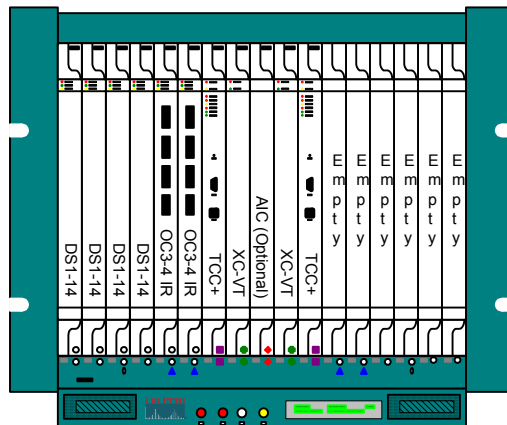 DS1-14
DS1-14
DS1-14
DS1-14
OC3-4 IR
OC3-4 IR
TCC+
XC-VT
AIC (Optional)
XC-VT
TCC+
Empty
Empty
Empty
Empty
Empty
Empty